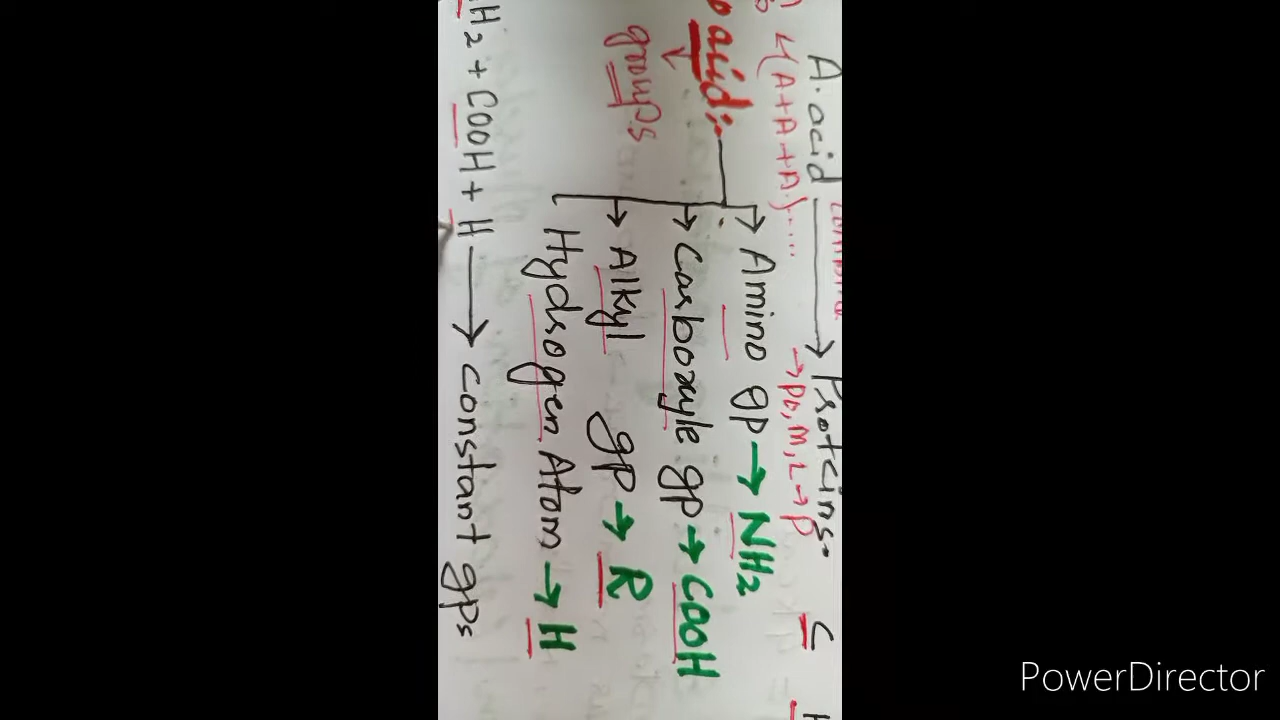 A.acid → Proteins.
(A+A+A)....
→ Po, M, L → P
C
acid:
groups
→ Amino gp → NH2
→ Carboxyle gp → COOH
→ Alkyl gp → R
Hydrogen Atom → H
H2 + COOH + H → constant gps
PowerDirector